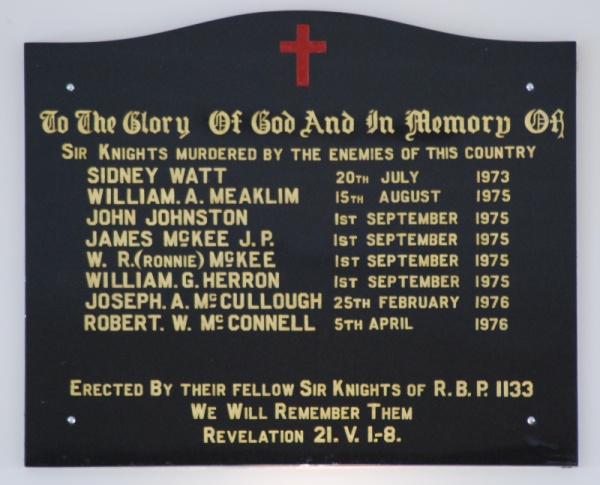 To The Glory Of God And In Memory Of
SIR KNIGHTS MURDERED BY THE ENEMIES OF THIS COUNTRY
SIDNEY WATT 20TH JULY 1973
WILLIAM. A. MEAKLIM 15TH AUGUST 1975
JOHN JOHNSTON 1ST SEPTEMBER 1975
JAMES MCKEE J. P. 1ST SEPTEMBER 1975
W. R. (RONNIE) MCKEE 1ST SEPTEMBER 1975
WILLIAM. G. HERRON 1ST SEPTEMBER 1975
JOSEPH. A. MCCULLOUGH 25TH FEBRUARY 1976
ROBERT. W. MCCONNELL 5TH APRIL 1976
ERECTED BY THEIR FELLOW SIR KNIGHTS OF R. B. P. 1133
WE WILL REMEMBER THEM
REVELATION 21. V. 1.-8.